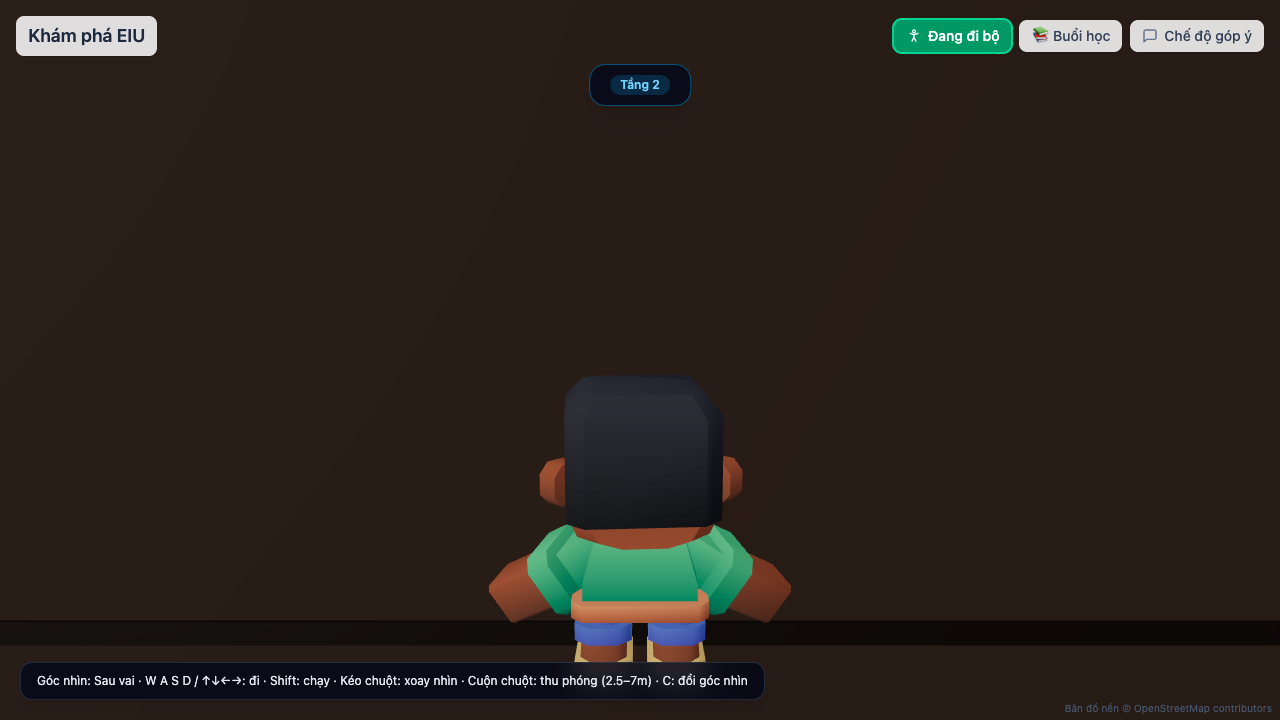 Khám phá EIU
Đang đi bộ
Buổi học
Chế độ góp ý
Tầng 2
Góc nhìn: Sau vai · W A S D / ↑↓←→: đi · Shift: chạy · Kéo chuột: xoay nhìn · Cuộn chuột: thu phóng (2.5–7m) · C: đổi góc nhìn
Bản đồ nền © OpenStreetMap contributors